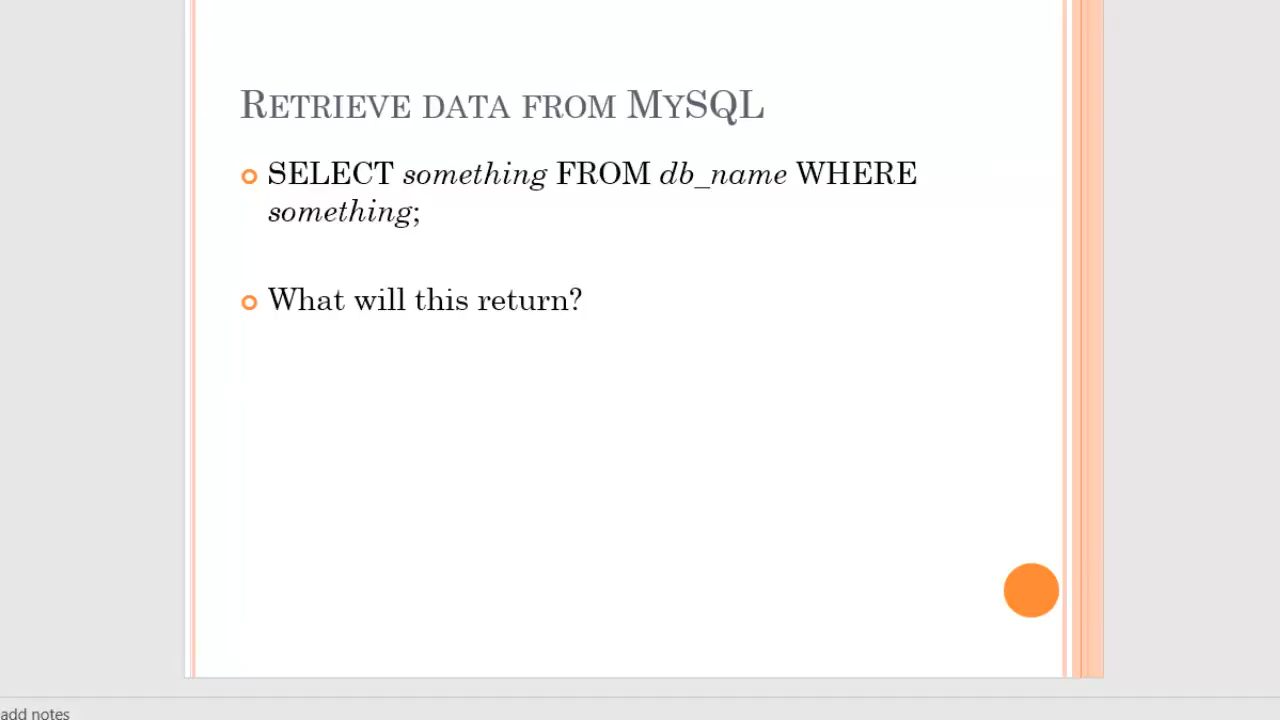 RETRIEVE DATA FROM MYSQL
SELECT something FROM db_name WHERE
something;
What will this return?
add notes